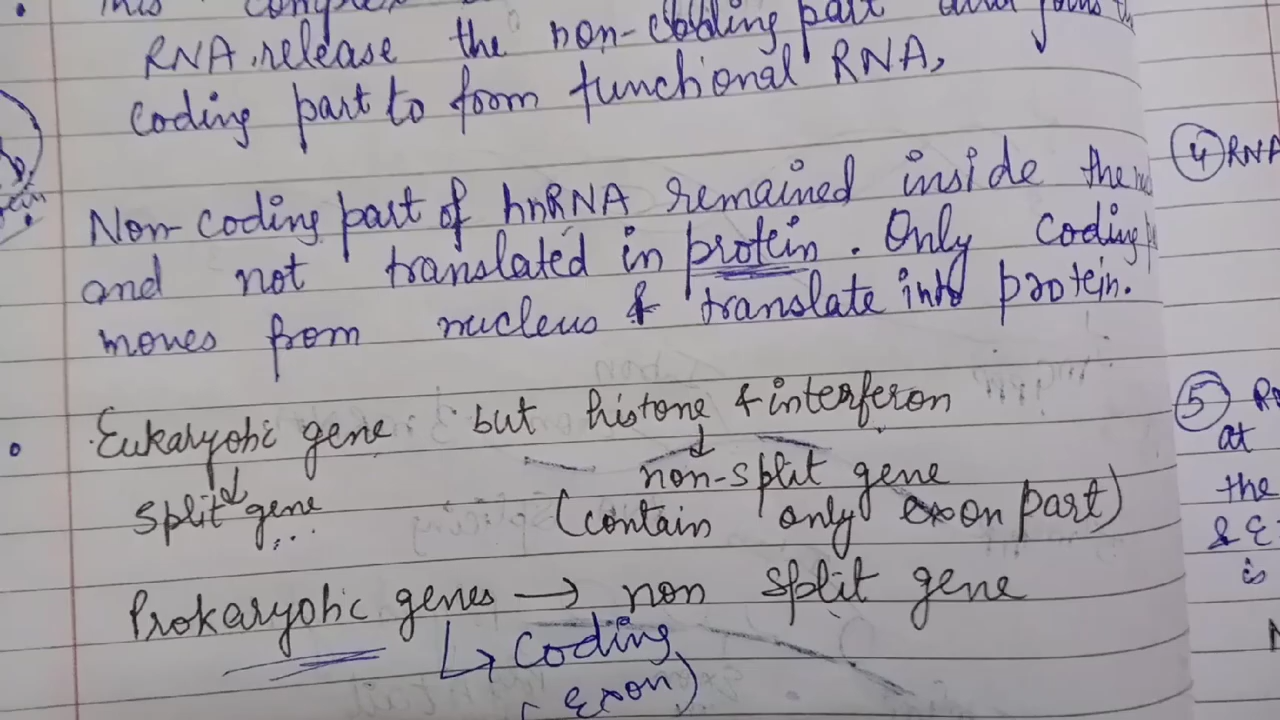 This complex
RNA, release the non-coding part and joins th
coding part to form functional RNA,
Non-coding part of hnRNA remained inside the
and not translated in protein. Only coding
moves from nucleus & translate into protein.
Eukaryotic gene but histone & interferon
split gene
non-split gene
(contain only exon part)
Prokaryotic genes → non split gene
↳ coding
(Exon)
④ RNA
⑤
at
the
& E
is